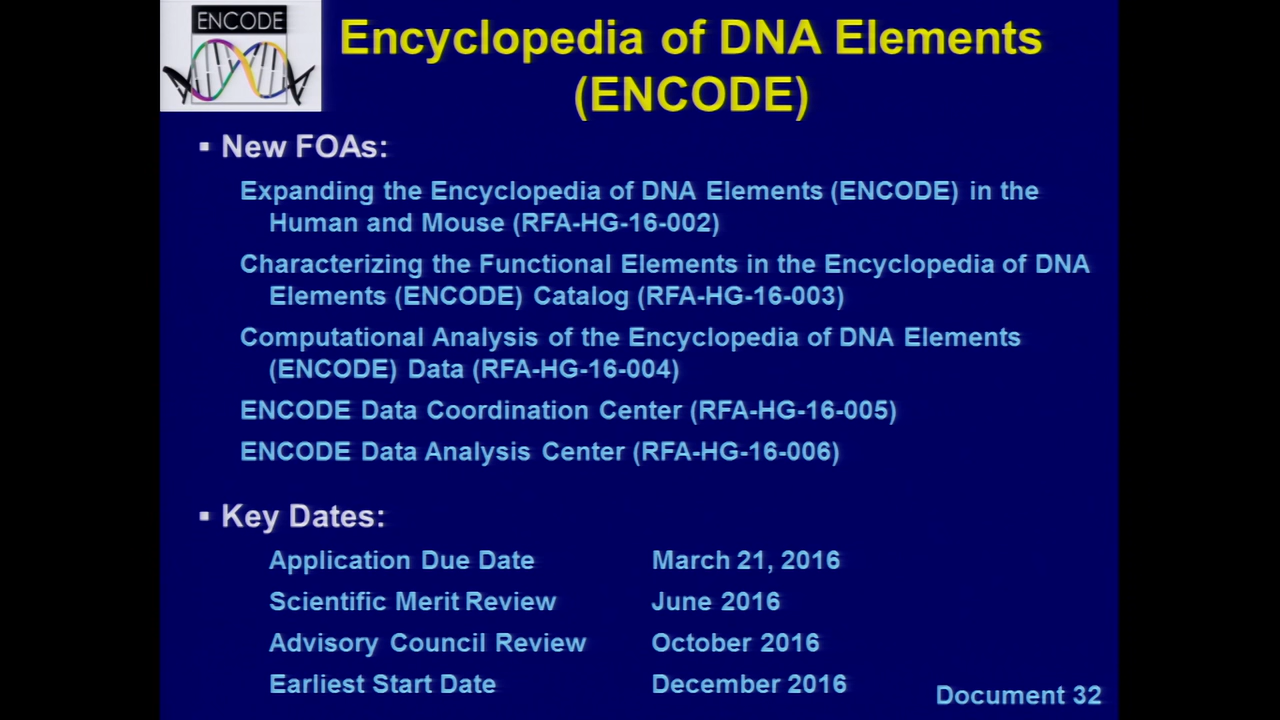 ENCODE
Encyclopedia of DNA Elements
(ENCODE)
▪ New FOAs:
Expanding the Encyclopedia of DNA Elements (ENCODE) in the
Human and Mouse (RFA-HG-16-002)
Characterizing the Functional Elements in the Encyclopedia of DNA
Elements (ENCODE) Catalog (RFA-HG-16-003)
Computational Analysis of the Encyclopedia of DNA Elements
(ENCODE) Data (RFA-HG-16-004)
ENCODE Data Coordination Center (RFA-HG-16-005)
ENCODE Data Analysis Center (RFA-HG-16-006)
▪ Key Dates:
Application Due Date March 21, 2016
Scientific Merit Review June 2016
Advisory Council Review October 2016
Earliest Start Date December 2016
Document 32